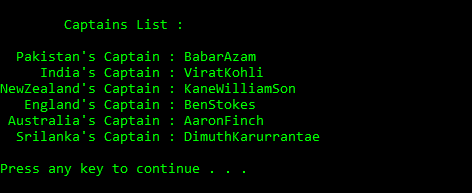 Captains List :
Pakistan's Captain : BabarAzam
India's Captain : ViratKohli
NewZealand's Captain : KaneWilliamSon
England's Captain : BenStokes
Australia's Captain : AaronFinch
Srilanka's Captain : DimuthKarurrantae
Press any key to continue . . .